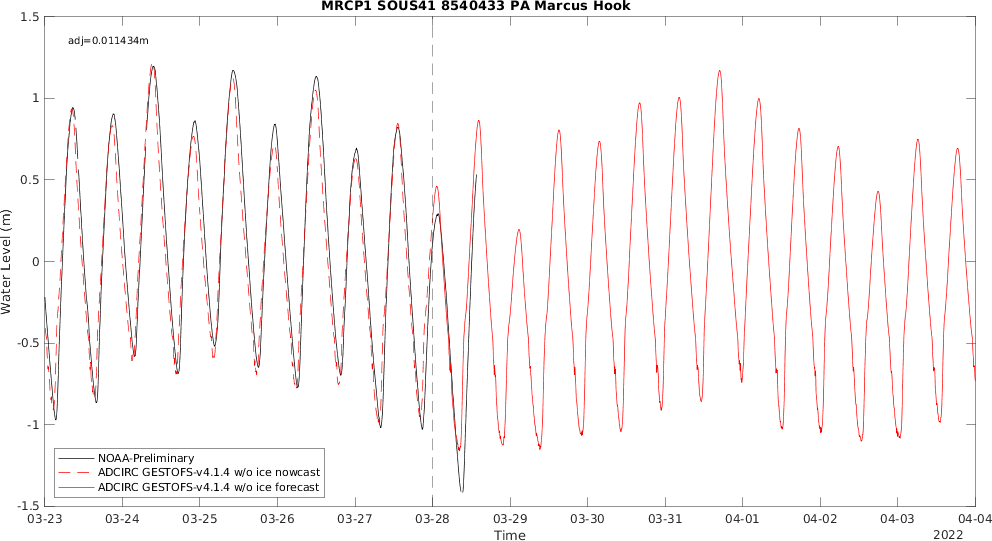 MRCP1 SOUS41 8540433 PA Marcus Hook
adj=0.011434m
1.5
1
0.5
0
-0.5
-1
-1.5
Water Level (m)
NOAA-Preliminary
ADCIRC GESTOFS-v4.1.4 w/o ice nowcast
ADCIRC GESTOFS-v4.1.4 w/o ice forecast
03-23 03-24 03-25 03-26 03-27 03-28 03-29 03-30 03-31 04-01 04-02 04-03 04-04
Time
2022